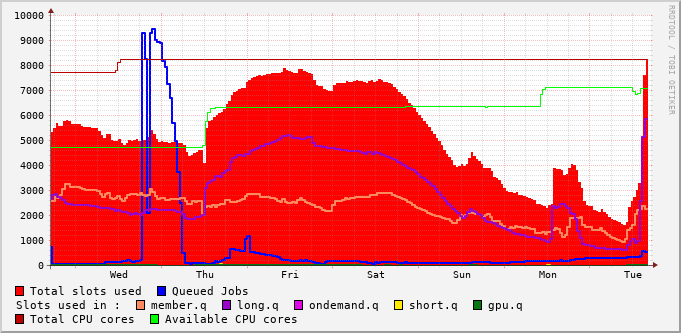 10000
9000
8000
7000
6000
5000
4000
3000
2000
1000
0
Wed Thu Fri Sat Sun Mon Tue
RRDTOOL / TOBI OETIKER
Total slots used Queued Jobs
Slots used in : member.q long.q ondemand.q short.q gpu.q
Total CPU cores Available CPU cores